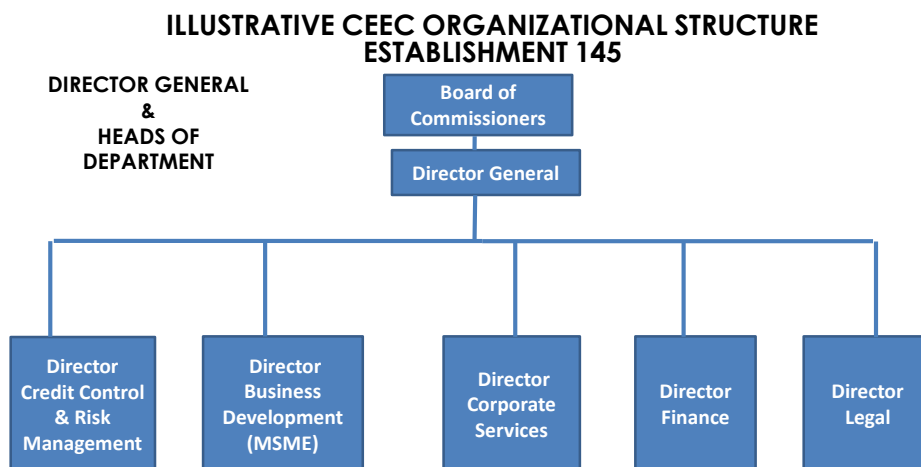 ILLUSTRATIVE CEEC ORGANIZATIONAL STRUCTURE
ESTABLISHMENT 145
DIRECTOR GENERAL
&
HEADS OF
DEPARTMENT
Board of
Commissioners
Director General
Director
Credit Control
& Risk
Management
Director
Business
Development
(MSME)
Director
Corporate
Services
Director
Finance
Director
Legal